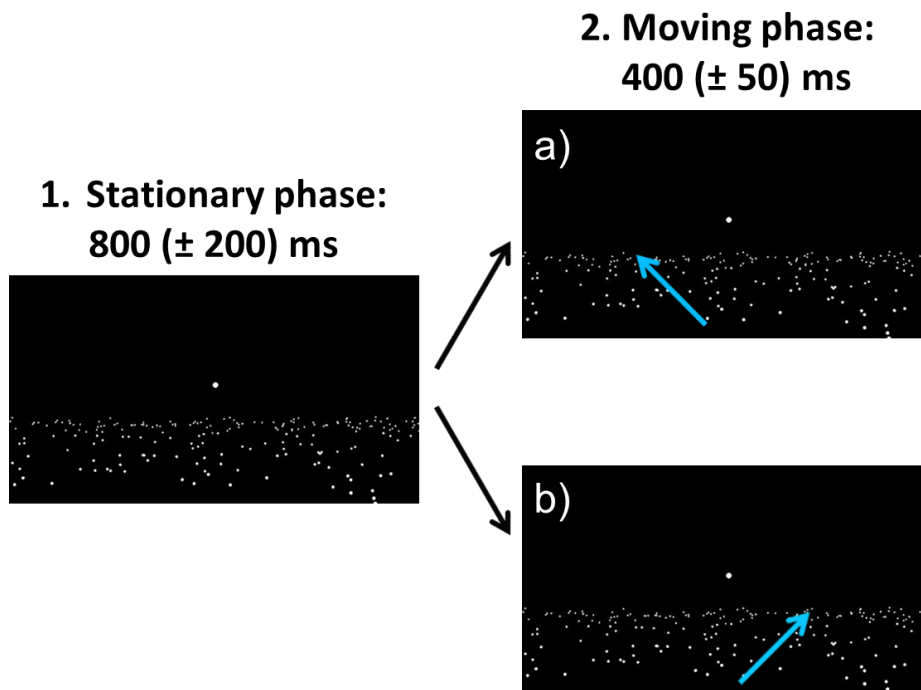 1. Stationary phase:
800 (± 200) ms
2. Moving phase:
400 (± 50) ms
a)
b)